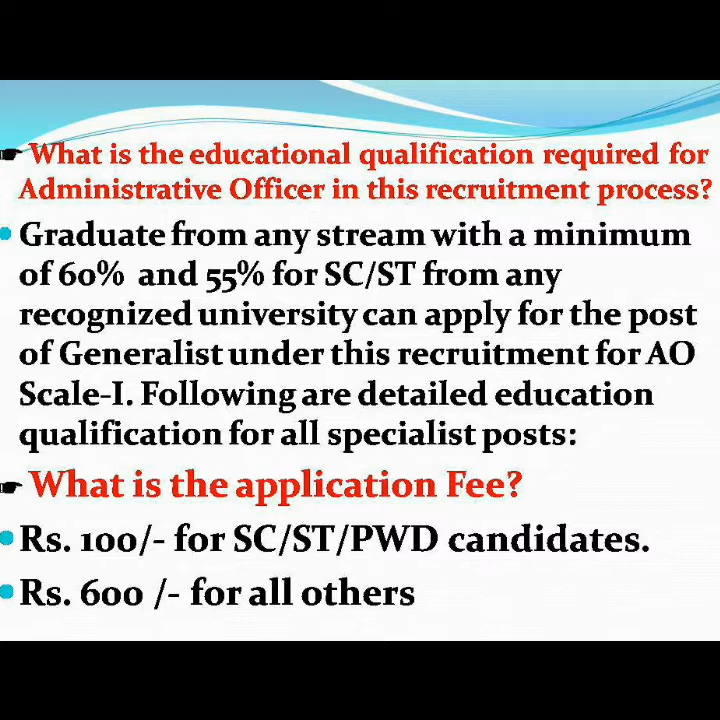 ☛ What is the educational qualification required for
Administrative Officer in this recruitment process?
• Graduate from any stream with a minimum
of 60% and 55% for SC/ST from any
recognized university can apply for the post
of Generalist under this recruitment for AO
Scale-I. Following are detailed education
qualification for all specialist posts:
☛ What is the application Fee?
• Rs. 100/- for SC/ST/PWD candidates.
• Rs. 600 /- for all others